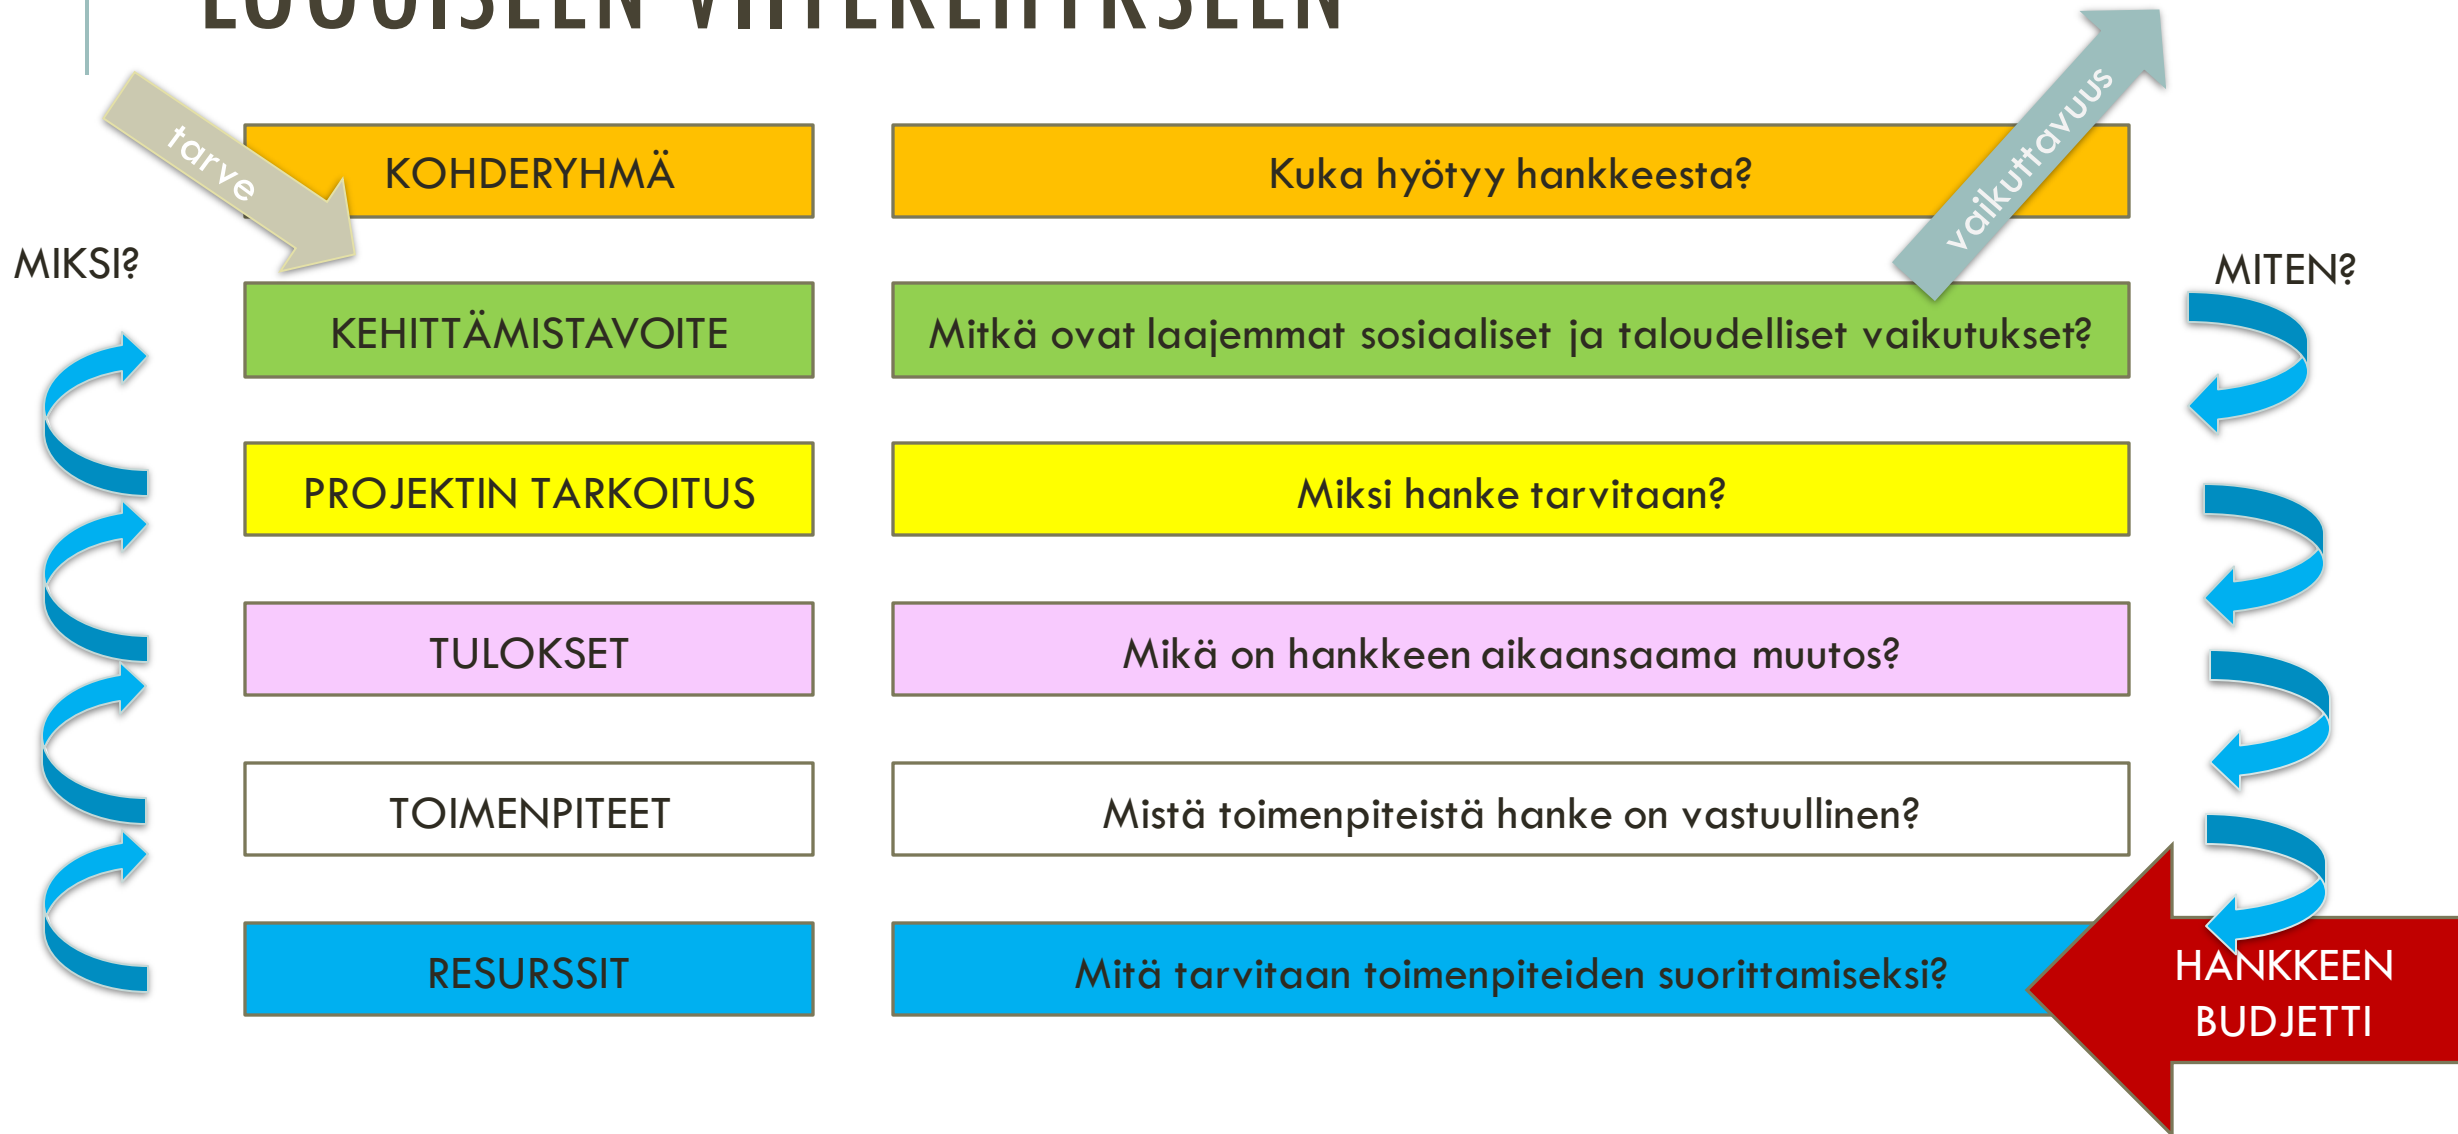 LOOGISEEN VIITEKEHYKSEEN
tarve
vaikuttavuus
KOHDERYHMÄ
Kuka hyötyy hankkeesta?
MIKSI?
MITEN?
KEHITTÄMISTAVOITE
Mitkä ovat laajemmat sosiaaliset ja taloudelliset vaikutukset?
PROJEKTIN TARKOITUS
Miksi hanke tarvitaan?
TULOKSET
Mikä on hankkeen aikaansaama muutos?
TOIMENPITEET
Mistä toimenpiteistä hanke on vastuullinen?
RESURSSIT
Mitä tarvitaan toimenpiteiden suorittamiseksi?
HANKKEEN
BUDJETTI